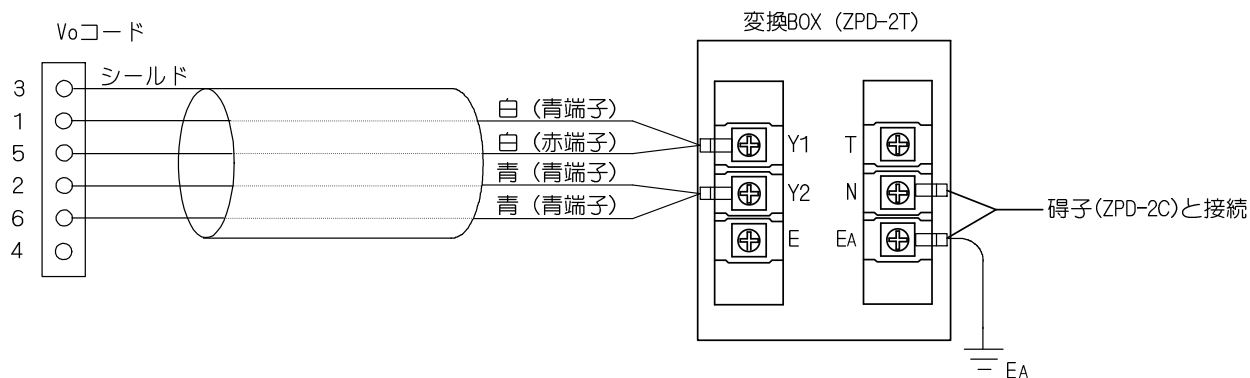 変換BOX (ZPD-2T)
Voコード
3
シールド
1
白 (青端子)
5
白 (赤端子)
Y1
T
2
青 (青端子)
Y2
N
6
青 (青端子)
碍子(ZPD-2C)と接続
4
E
EA
EA